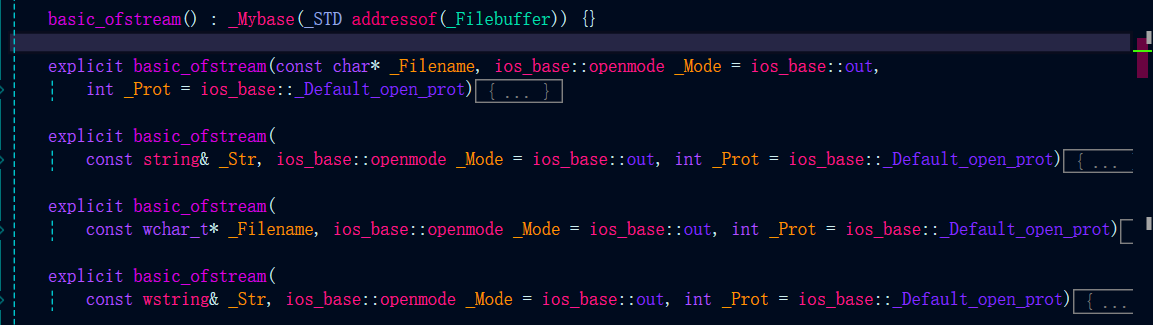 basic_ofstream() : _Mybase(_STD addressof(_Filebuffer)) {}
explicit basic_ofstream(const char* _Filename, ios_base::openmode _Mode = ios_base::out,
int _Prot = ios_base::_Default_open_prot) { ... }
explicit basic_ofstream(
const string& _Str, ios_base::openmode _Mode = ios_base::out, int _Prot = ios_base::_Default_open_prot) { ...
explicit basic_ofstream(
const wchar_t* _Filename, ios_base::openmode _Mode = ios_base::out, int _Prot = ios_base::_Default_open_prot)
explicit basic_ofstream(
const wstring& _Str, ios_base::openmode _Mode = ios_base::out, int _Prot = ios_base::_Default_open_prot) { ...